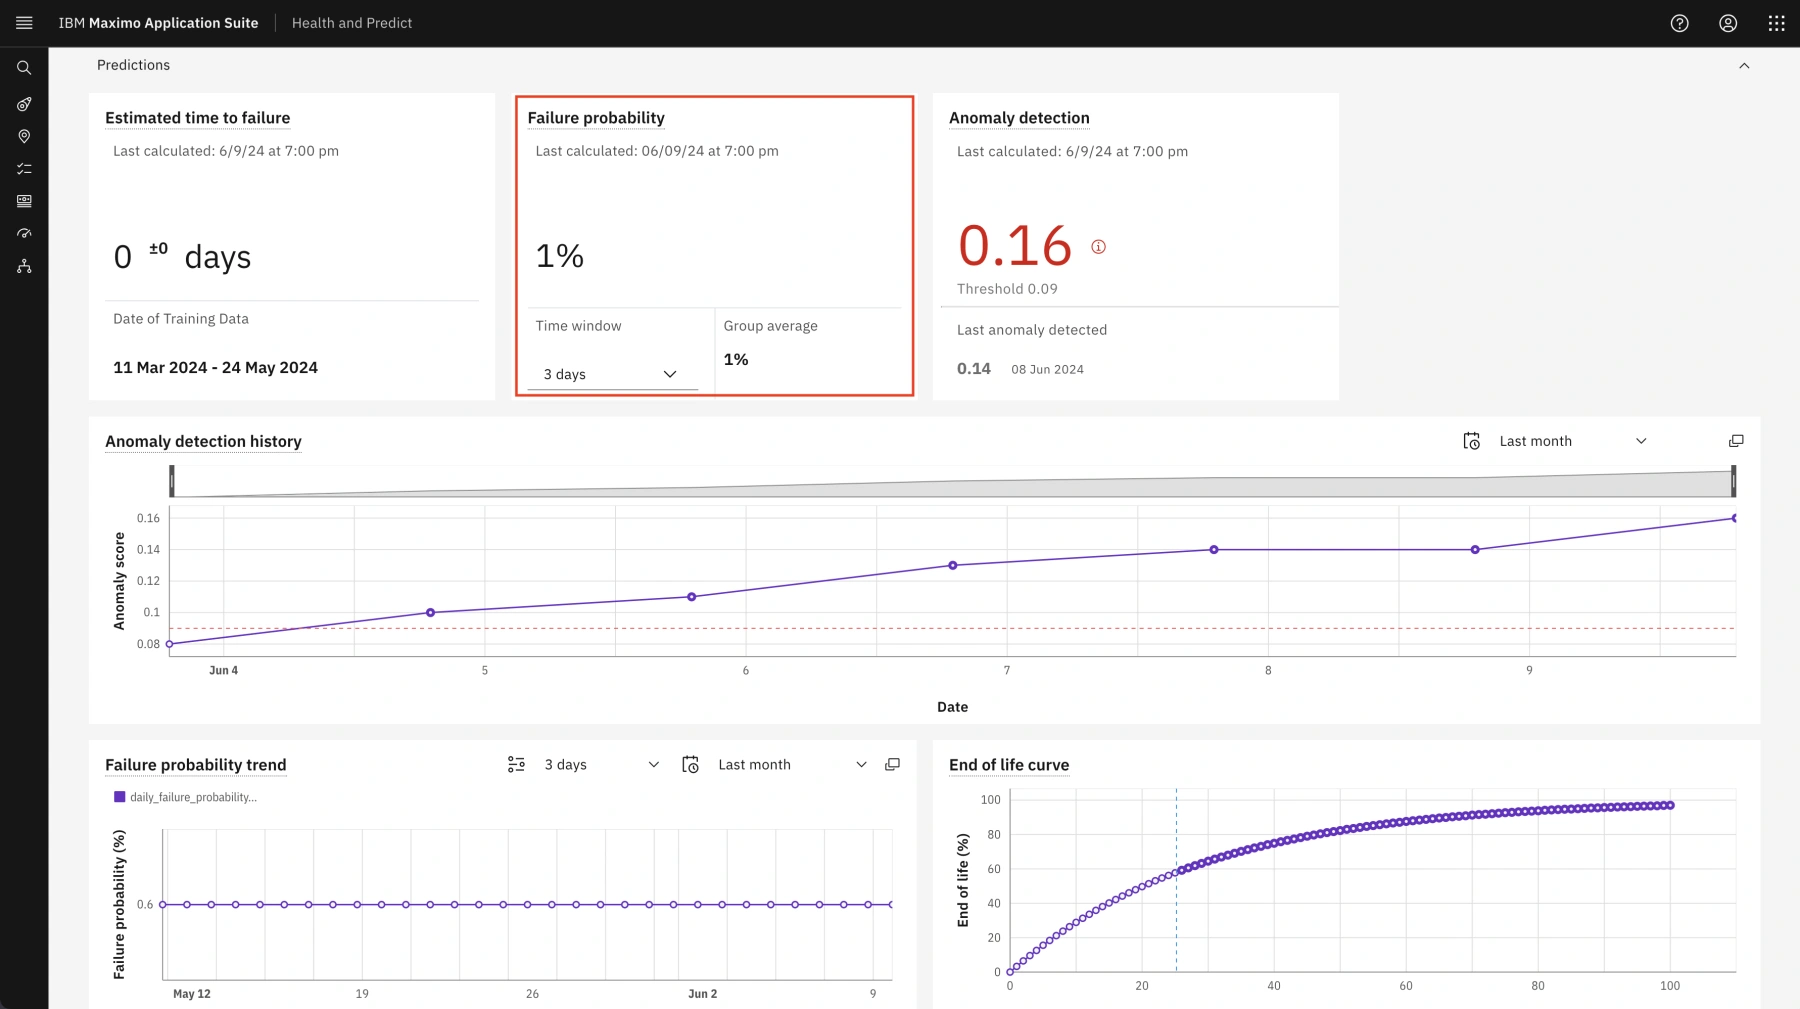 IBM Maximo Application Suite Health and Predict
Predictions
Estimated time to failure
Last calculated: 6/9/24 at 7:00 pm
0 ±0 days
Date of Training Data
11 Mar 2024 - 24 May 2024
Failure probability
Last calculated: 06/09/24 at 7:00 pm
1%
Time window
3 days
Group average
1%
Anomaly detection
Last calculated: 6/9/24 at 7:00 pm
0.16
Threshold 0.09
Last anomaly detected
0.14 08 Jun 2024
Anomaly detection history
Last month
Anomaly score
0.16
0.14
0.12
0.1
0.08
Jun 4 5 6 7 8 9
Date
Failure probability trend
3 days
Last month
daily_failure_probability...
Failure probability (%)
0.6
May 12 19 26 Jun 2 9
End of life curve
End of life (%)
100
80
60
40
20
0
0 20 40 60 80 100